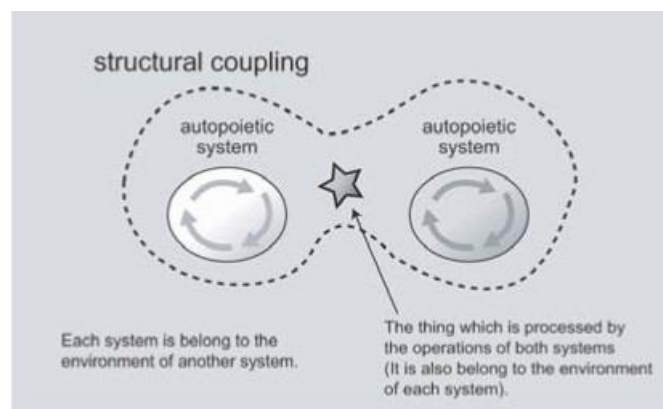 structural coupling
autopoietic
system
autopoietic
system
Each system is belong to the
environment of another system.
The thing which is processed by
the operations of both systems
(It is also belong to the environment
of each system).